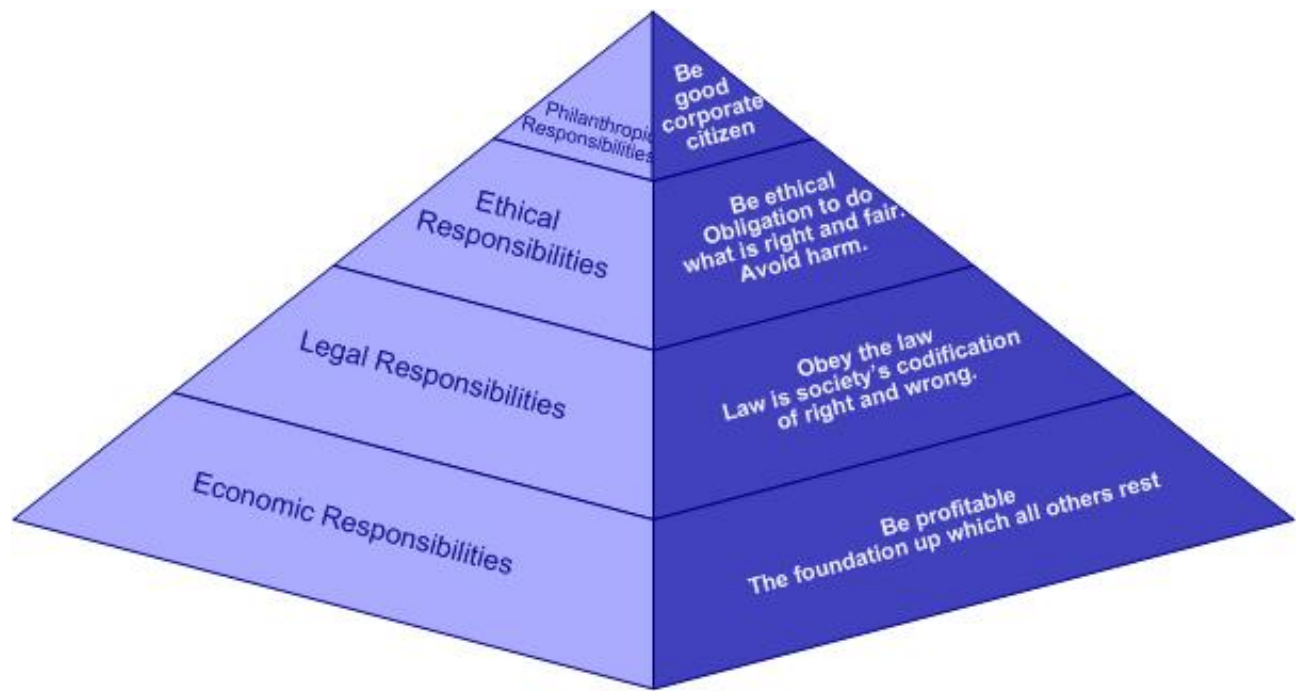 Philanthropic
Responsibilities
Be
good
corporate
citizen
Ethical
Responsibilities
Be ethical
Obligation to do
what is right and fair.
Avoid harm.
Legal Responsibilities
Obey the law
Law is society's codification
of right and wrong.
Economic Responsibilities
Be profitable
The foundation up which all others rest